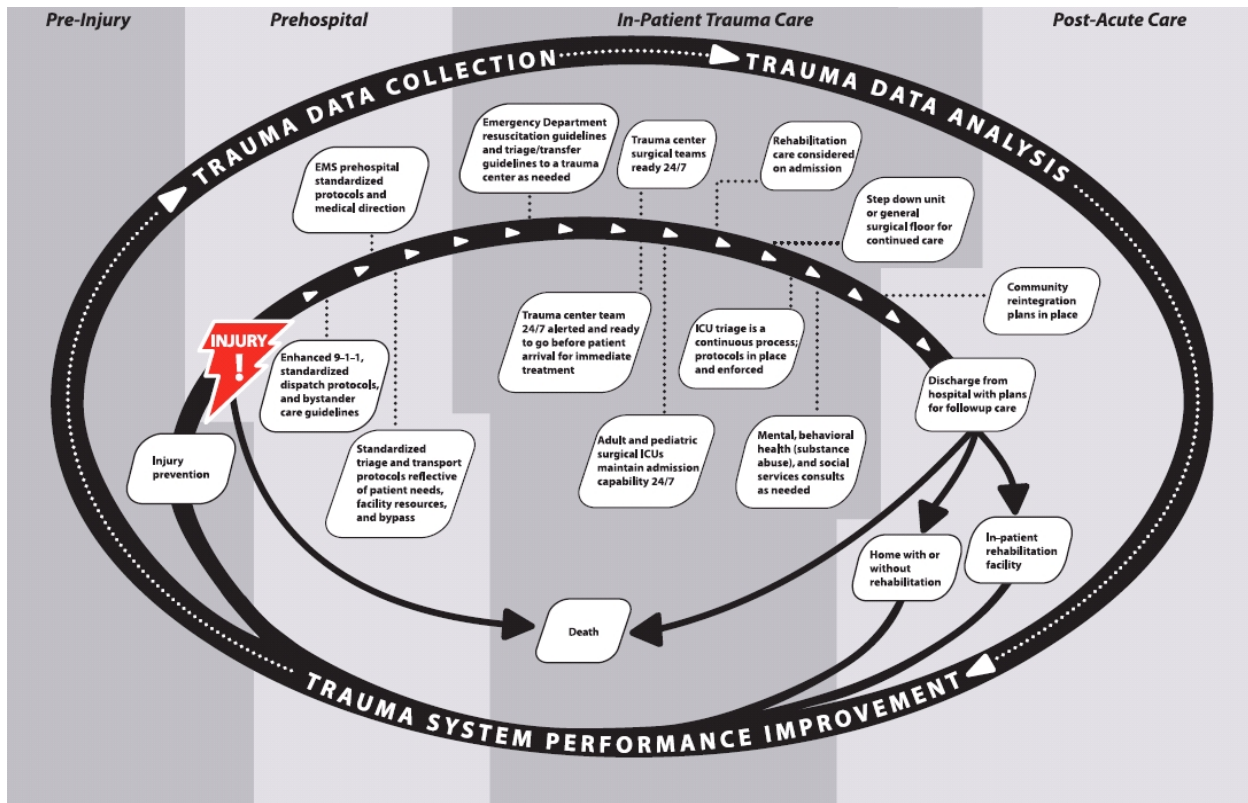 Pre-Injury
Prehospital
In-Patient Trauma Care
Post-Acute Care
TRAUMA DATA COLLECTION
TRAUMA DATA ANALYSIS
Emergency Department
resuscitation guidelines
and triage/transfer
guidelines to a trauma
center as needed
Trauma center
surgical teams
ready 24/7
Rehabilitation
care considered
on admission
EMS prehospital
standardized
protocols and
medical direction
Step down unit
or general
surgical floor for
continued care
Community
reintegration
plans in place
INJURY
!
Enhanced 9-1-1,
standardized
dispatch protocols,
and bystander
care guidelines
Trauma center team
24/7 alerted and ready
to go before patient
arrival for immediate
treatment
ICU triage is a
continuous process;
protocols in place
and enforced
Discharge from
hospital with plans
for followup care
Injury
prevention
Standardized
triage and transport
protocols reflective
of patient needs,
facility resources,
and bypass
Adult and pediatric
surgical ICUs
maintain admission
capability 24/7
Mental, behavioral
health (substance
abuse), and social
services consults
as needed
Home with or
without
rehabilitation
In-patient
rehabilitation
facility
Death
TRAUMA SYSTEM PERFORMANCE IMPROVEMENT